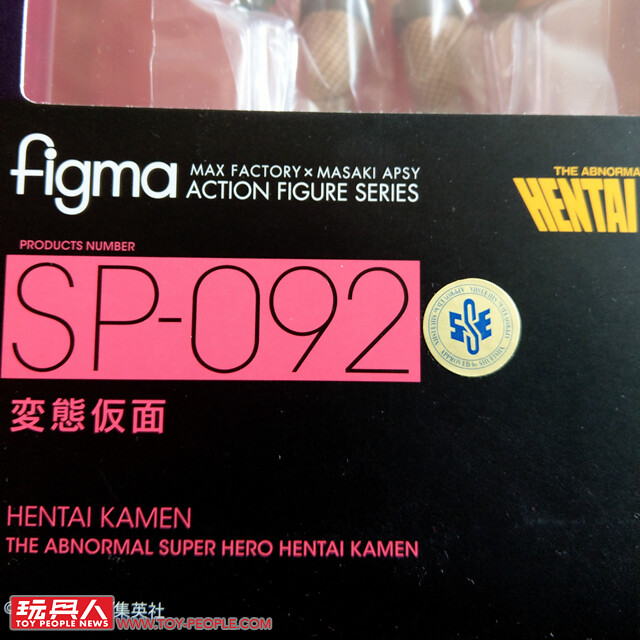 figma
MAX FACTORY×MASAKI APSY
ACTION FIGURE SERIES
THE ABNORMA
HENTAI
PRODUCTS NUMBER
SP-092
SSE
変態仮面
HENTAI KAMEN
THE ABNORMAL SUPER HERO HENTAI KAMEN
©
集英社
玩具人
TOY PEOPLE NEWS
WWW.TOY-PEOPLE.COM